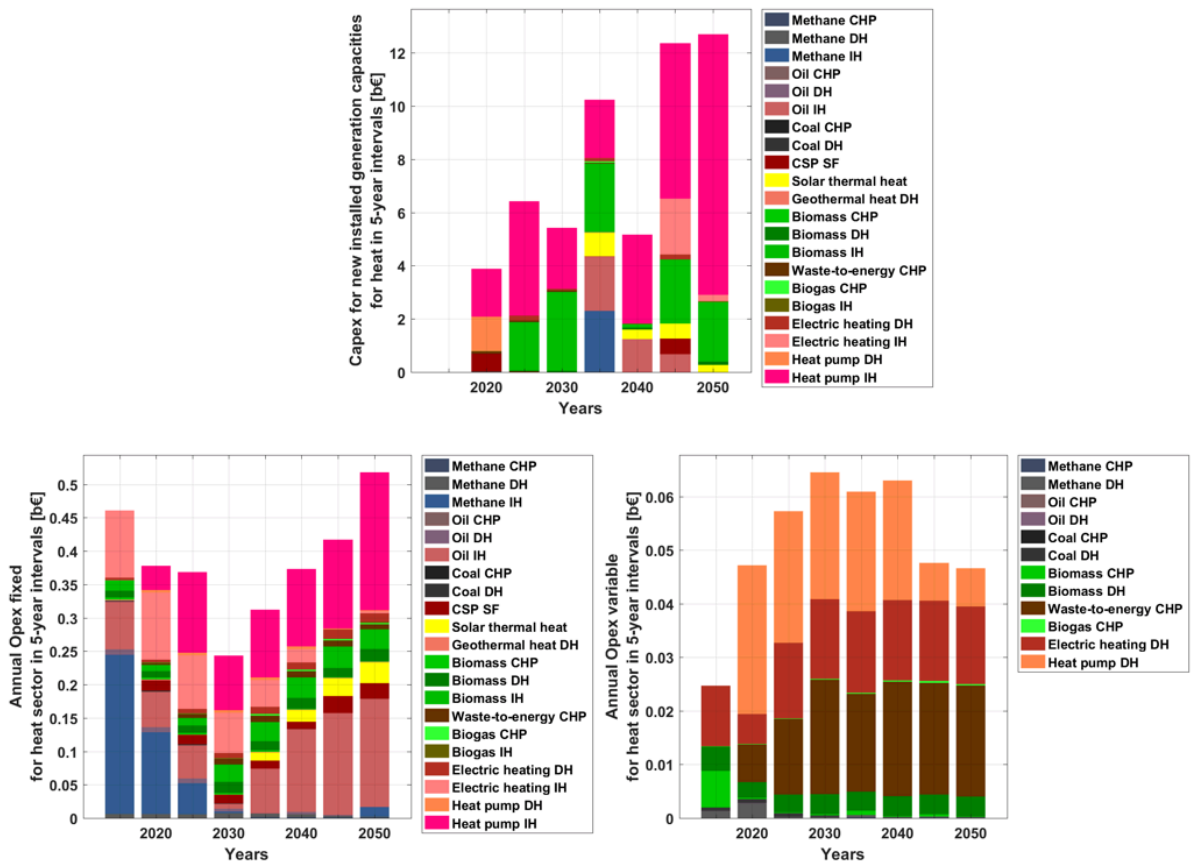 Capex for new installed generation capacities
for heat in 5-year intervals [b€]
12
10
8
6
4
2
0
2020
2030
2040
2050
Years
Methane CHP
Methane DH
Methane IH
Oil CHP
Oil DH
Oil IH
Coal CHP
Coal DH
CSP SF
Solar thermal heat
Geothermal heat DH
Biomass CHP
Biomass DH
Biomass IH
Waste-to-energy CHP
Biogas CHP
Biogas IH
Electric heating DH
Electric heating IH
Heat pump DH
Heat pump IH
Annual Opex fixed
for heat sector in 5-year intervals [b€]
0.5
0.45
0.4
0.35
0.3
0.25
0.2
0.15
0.1
0.05
0
2020
2030
2040
2050
Years
Methane CHP
Methane DH
Methane IH
Oil CHP
Oil DH
Oil IH
Coal CHP
Coal DH
CSP SF
Solar thermal heat
Geothermal heat DH
Biomass CHP
Biomass DH
Biomass IH
Waste-to-energy CHP
Biogas CHP
Biogas IH
Electric heating DH
Electric heating IH
Heat pump DH
Heat pump IH
Annual Opex variable
for heat sector in 5-year intervals [b€]
0.06
0.05
0.04
0.03
0.02
0.01
0
2020
2030
2040
2050
Years
Methane CHP
Methane DH
Oil CHP
Oil DH
Coal CHP
Coal DH
Biomass CHP
Biomass DH
Waste-to-energy CHP
Biogas CHP
Electric heating DH
Heat pump DH